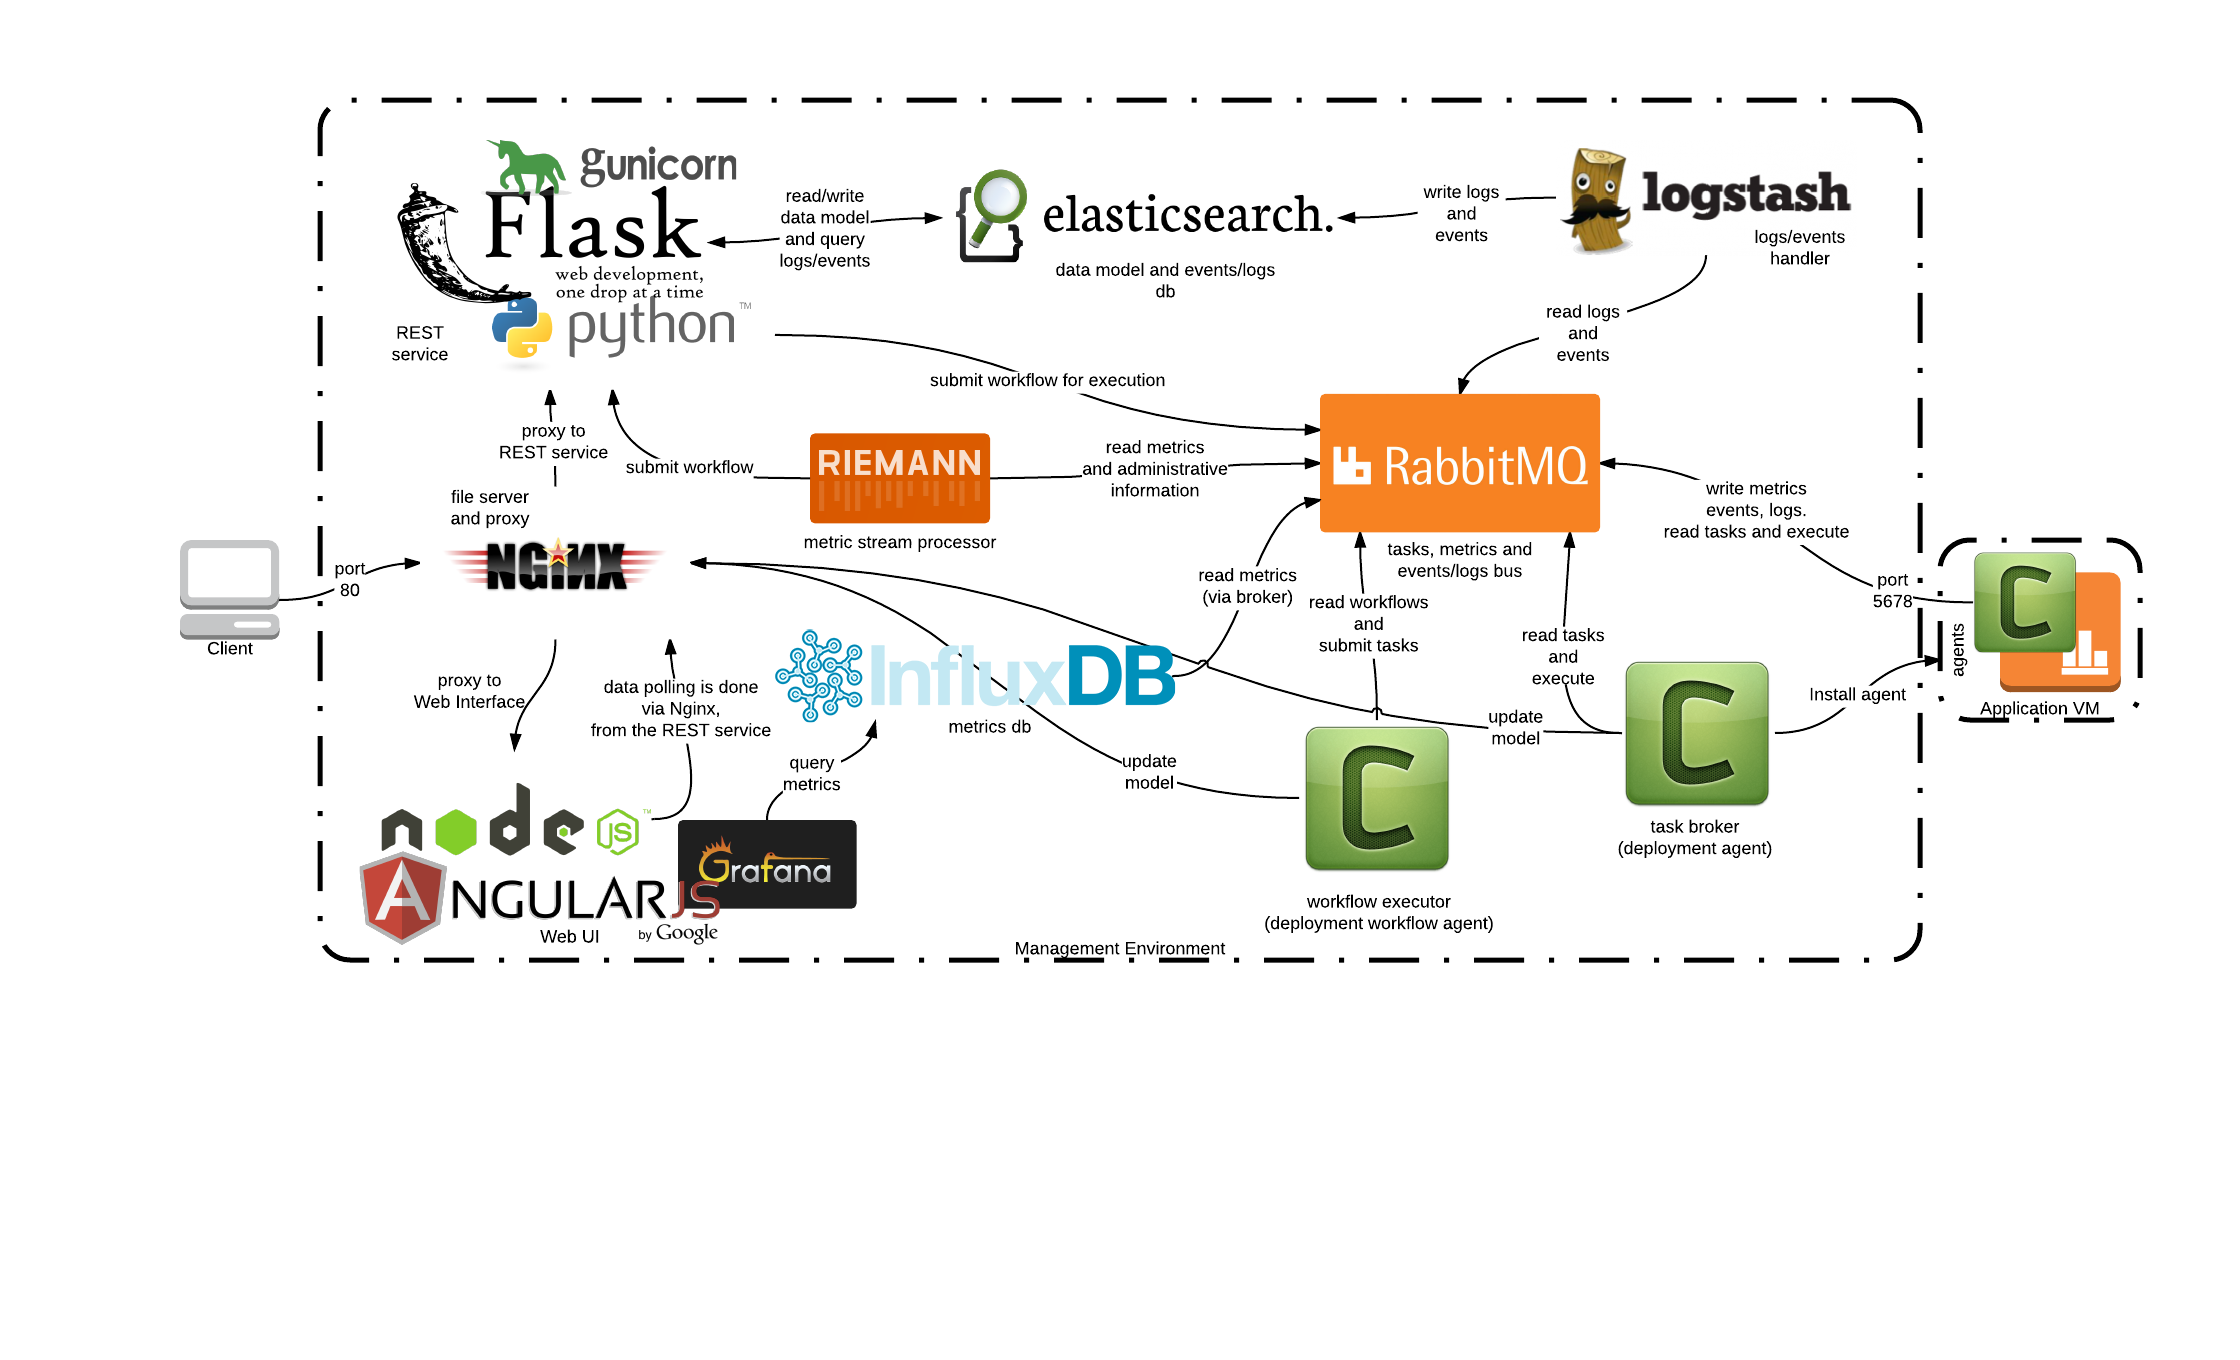 gunicorn
Flask
web development,
one drop at a time
python™
REST
service
read/write
data model
and query
logs/events
elasticsearch.
data model and events/logs
db
write logs
and
events
logstash
logs/events
handler
read logs
and
events
submit workflow for execution
proxy to
REST service
submit workflow
RIEMANN
metric stream processor
read metrics
and administrative
information
RabbitMQ
tasks, metrics and
events/logs bus
write metrics
events, logs.
read tasks and execute
file server
and proxy
NGINX
port
80
Client
read metrics
(via broker)
read workflows
and
submit tasks
read tasks
and
execute
port
5678
C
agents
Application VM
Install agent
proxy to
Web Interface
data polling is done
via Nginx,
from the REST service
InfluxDB
metrics db
query
metrics
update
model
update
model
C
task broker
(deployment agent)
C
workflow executor
(deployment workflow agent)
node JS™
A
NGULARJS
by Google
Web UI
Grafana
Management Environment